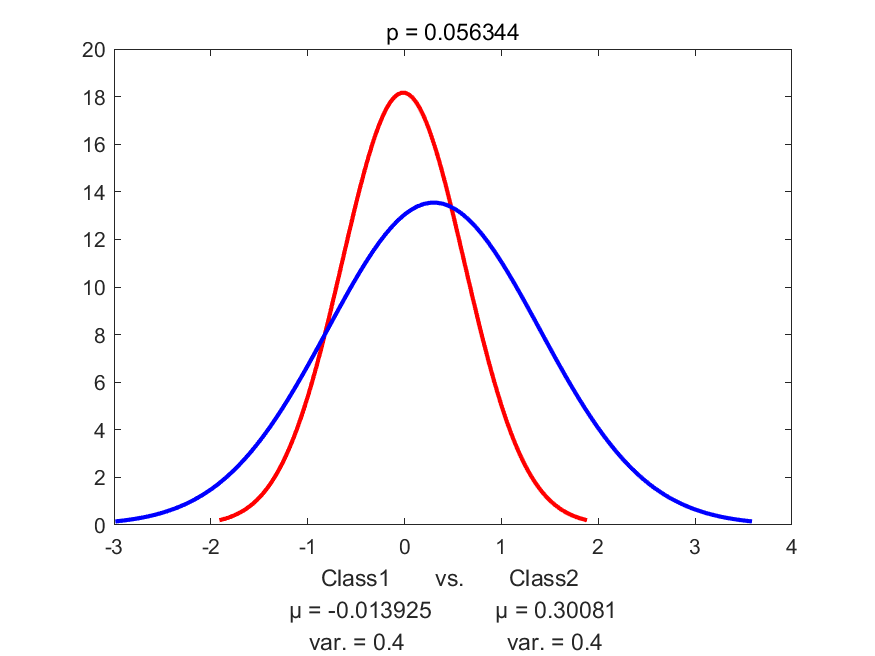 p = 0.056344
20
18
16
14
12
10
8
6
4
2
0
-3 -2 -1 0 1 2 3 4
Class1 vs. Class2
μ = -0.013925 μ = 0.30081
var. = 0.4 var. = 0.4